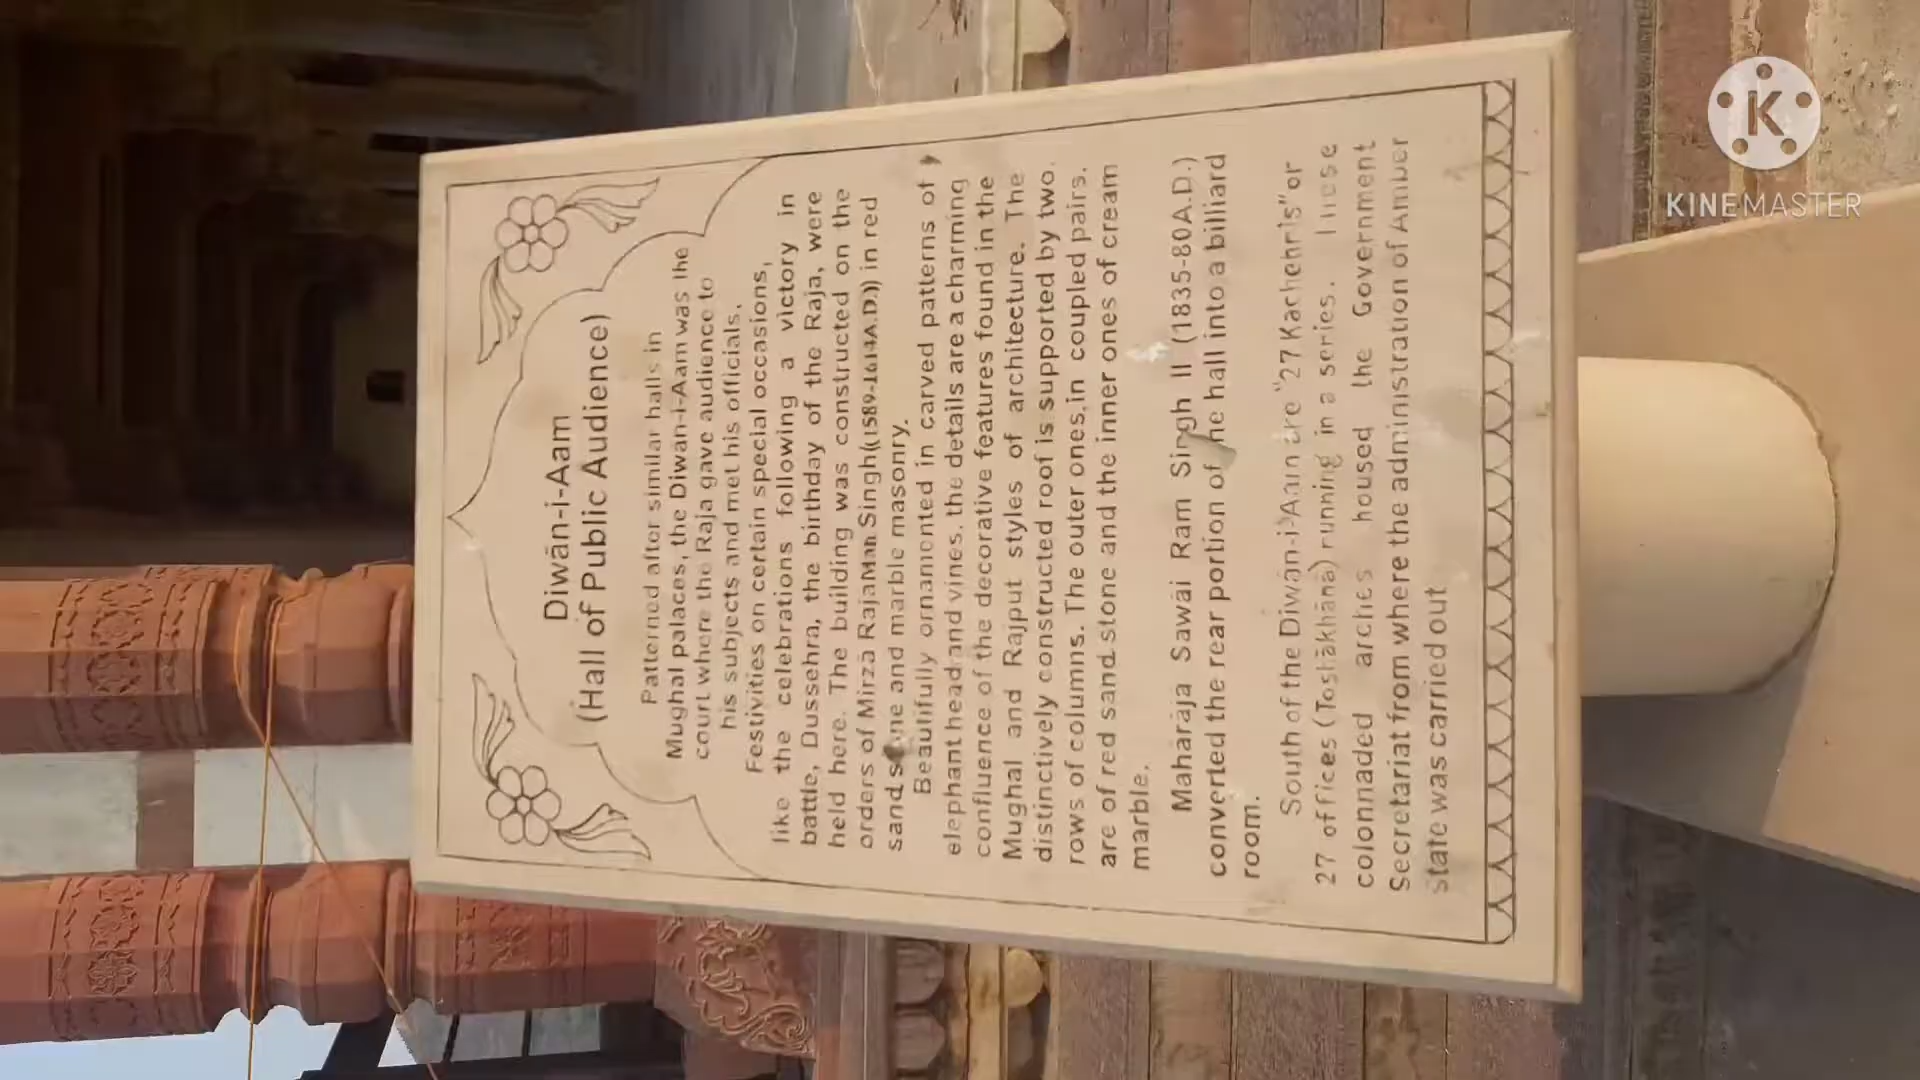 Diwān-i-Aam
(Hall of Public Audience)
Patterned after similar halls in
Mughal palaces, the Diwan-i-Aam was the
court where the Raja gave audience to
his subjects and met his officials.
Festivities on certain special occasions,
like the celebrations following a victory in
battle, Dussehra, the birthday of the Raja, were
held here. The building was constructed on the
orders of Mirzā Raja Man Singh((1589-1614A.D.)) in red
sand stone and marble masonry.
Beautifully ornamented in carved patterns of
elephant head and vines. the details are a charming
confluence of the decorative features found in the
Mughal and Rajput styles of architecture. The
distinctively constructed roof is supported by two
rows of columns. The outer ones, in coupled pairs.
are of red sand stone and the inner ones of cream
marble.
Mahārāja Sawāi Ram Singh II (1835-80A.D.)
converted the rear portion of the hall into a billiard
room.
South of the Diwān-i-Aam are "27 Kachehris" or
27 offices (Toshākhānā) running in a series. These
colonnaded arches housed the Government
Secretariat from where the administration of Amber
state was carried out
K
KINEMASTER